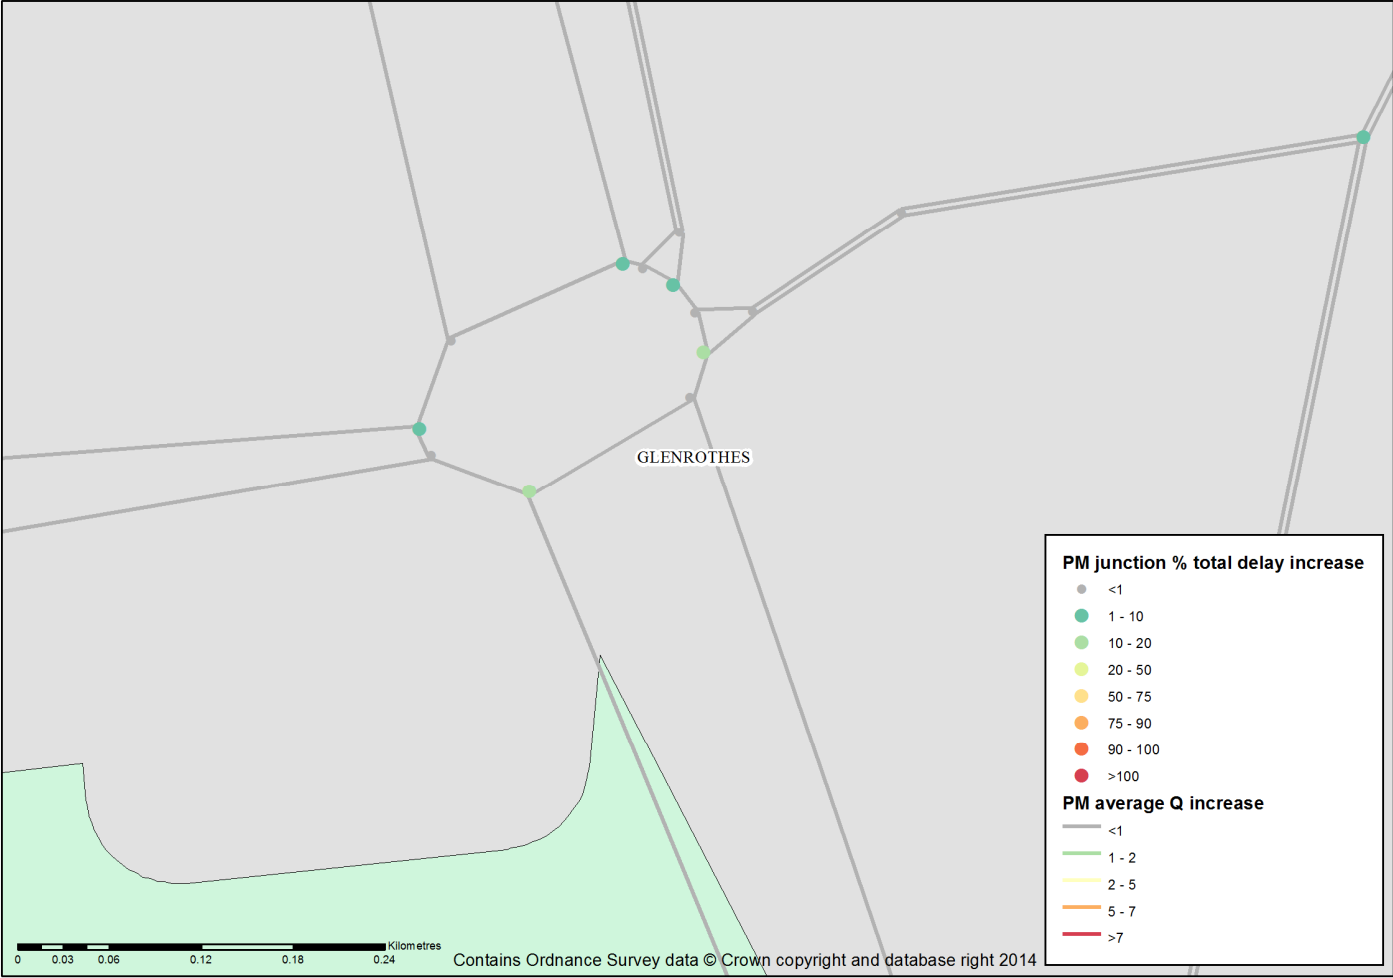 GLENROTHES
PM junction % total delay increase
<1
1 - 10
10 - 20
20 - 50
50 - 75
75 - 90
90 - 100
>100
PM average Q increase
<1
1 - 2
2 - 5
5 - 7
>7
Kilometres
0 0.03 0.06 0.12 0.18 0.24
Contains Ordnance Survey data © Crown copyright and database right 2014